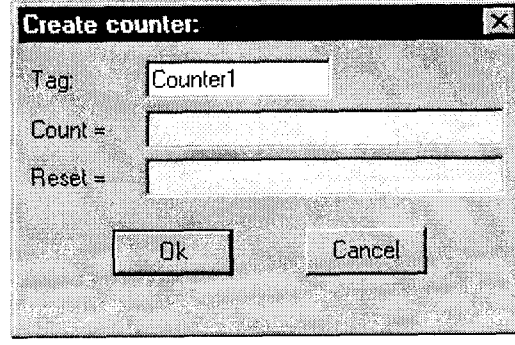 Create counter:
Tag: Counter1
Count =
Reset =
Ok Cancel